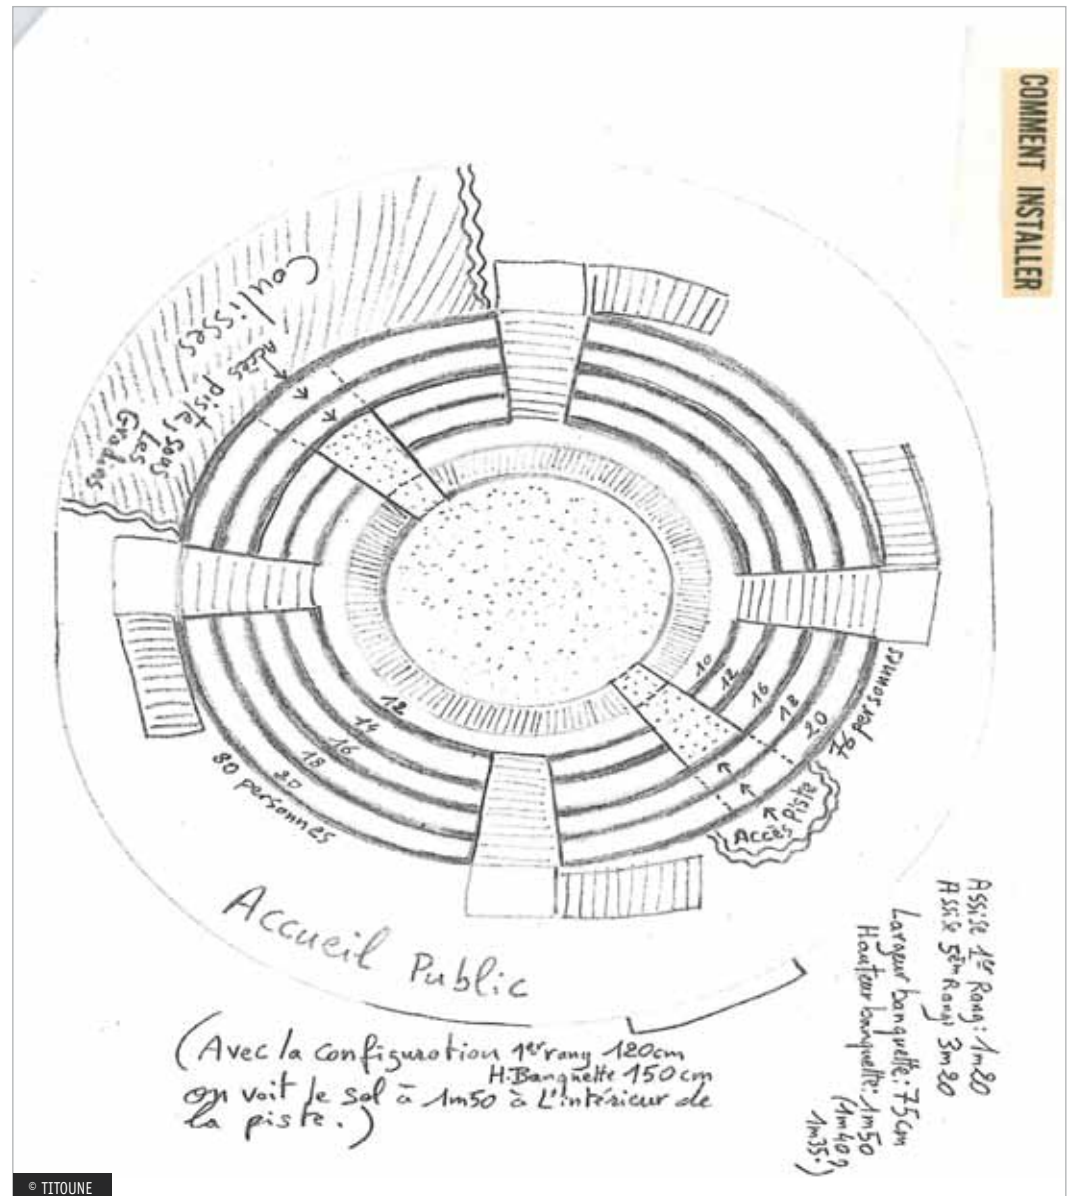 COMMENT INSTALLER
Coulisses
Accès piste, sous
les
Gradins
10
12
16
18
20
76 personnes
12
14
16
18
20
80 personnes
Accès Piste
Accueil Public
Assise 1er Rang : 1m20
Assise 5èm Rang : 3m20
Largeur banquette : 75cm
Hauteur banquette : 1m50
(1m40?
1m35.)
(Avec la configuration 1er rang 120cm
H. Banquette 150cm
on voit le sol à 1m50 à l'intérieur de
la piste.)
© TITOUNE